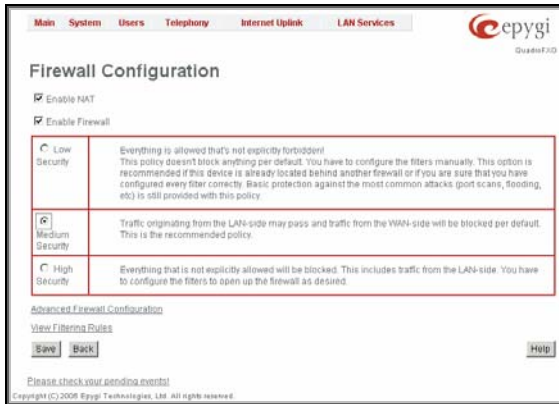 Main System Users Telephony Internet Uplink LAN Services
epygi
QuadroFXO
Firewall Configuration
Enable NAT
Enable Firewall
Low Security
Everything is allowed that's not explicitly forbidden!
This policy doesn't block anything per default. You have to configure the filters manually. This option is
recommended if this device is already located behind another firewall or if you are sure that you have
configured every filter correctly. Basic protection against the most common attacks (port scans, flooding,
etc) is still provided with this policy.
Medium Security
Traffic originating from the LAN-side may pass and traffic from the WAN-side will be blocked per default.
This is the recommended policy.
High Security
Everything that is not explicitly allowed will be blocked. This includes traffic from the LAN-side. You have
to configure the filters to open up the firewall as desired.
Advanced Firewall Configuration
View Filtering Rules
Save Back Help
Please check your pending events!
Copyright (C) 2006 Epygi Technologies, Ltd. All rights reserved.